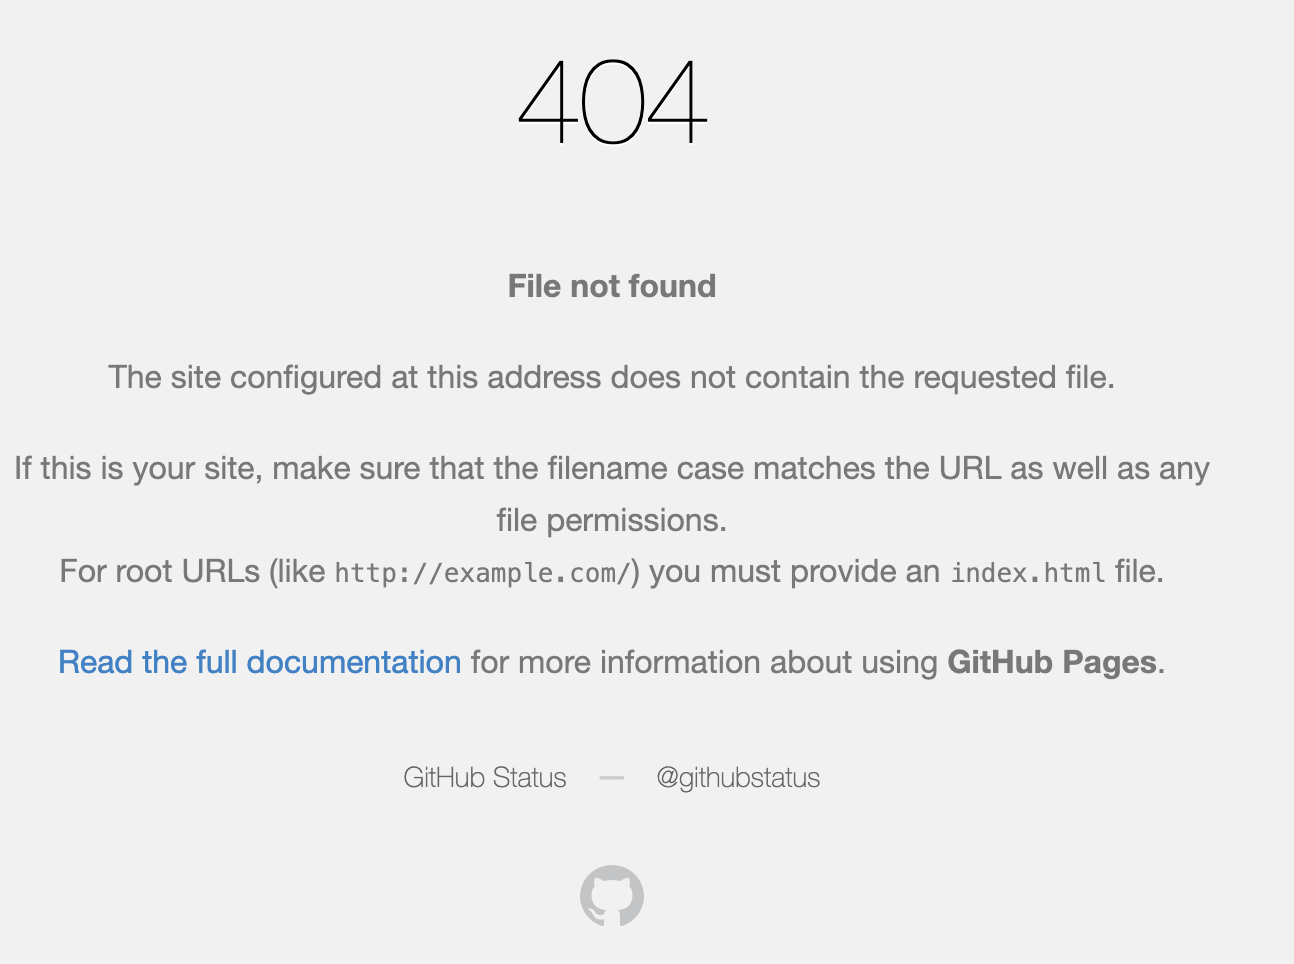 404
File not found
The site configured at this address does not contain the requested file.
If this is your site, make sure that the filename case matches the URL as well as any
file permissions.
For root URLs (like http://example.com/) you must provide an index.html file.
Read the full documentation for more information about using GitHub Pages.
GitHub Status — @githubstatus